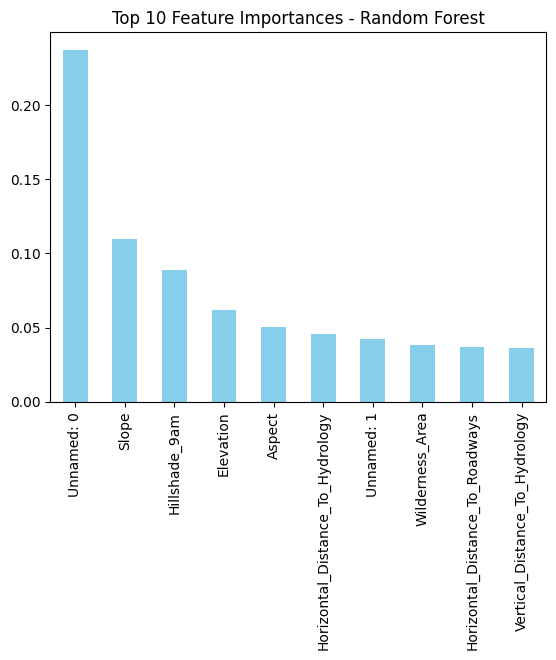 Top 10 Feature Importances - Random Forest
0.20
0.15
0.10
0.05
0.00
Unnamed: 0
Slope
Hillshade_9am
Elevation
Aspect
Horizontal_Distance_To_Hydrology
Unnamed: 1
Wilderness_Area
Horizontal_Distance_To_Roadways
Vertical_Distance_To_Hydrology